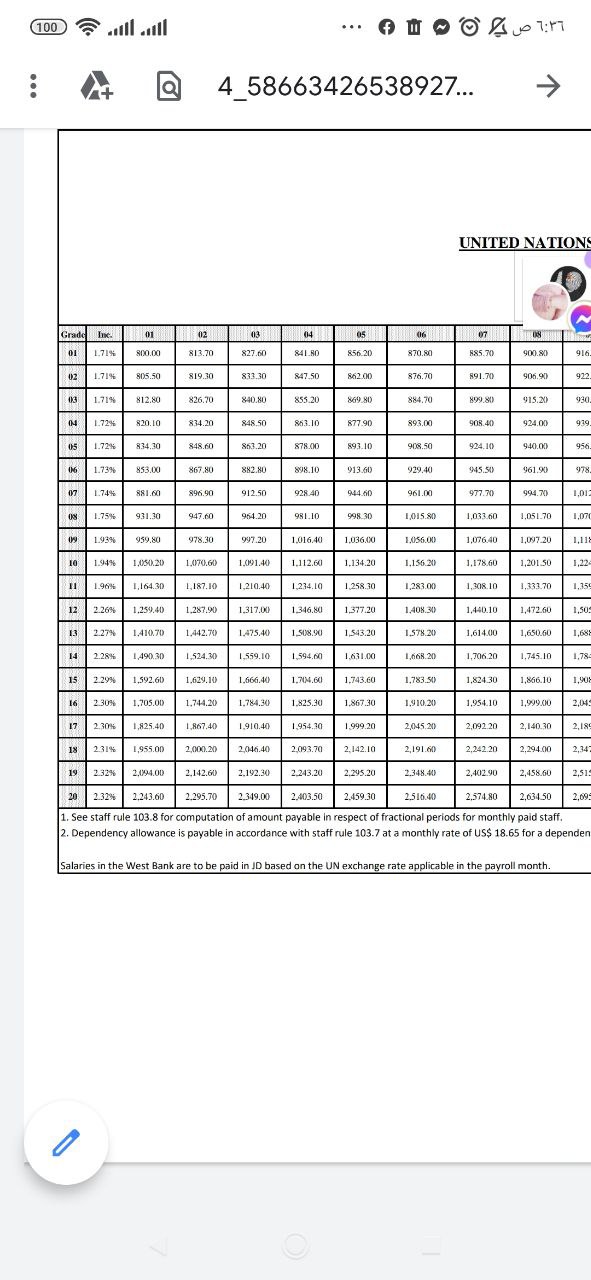 100 ... ٦:٣٦ ص
4_58663426538927...
UNITED NATIONS
Grade Inc. 01 02 03 04 05 06 07 08
01 1.71% 800.00 813.70 827.60 841.80 856.20 870.80 885.70 900.80 916.
02 1.71% 805.50 819.30 833.30 847.50 862.00 876.70 891.70 906.90 922.
03 1.71% 812.80 826.70 840.80 855.20 869.80 884.70 899.80 915.20 930.
04 1.72% 820.10 834.20 848.50 863.10 877.90 893.00 908.40 924.00 939.
05 1.72% 834.30 848.60 863.20 878.00 893.10 908.50 924.10 940.00 956.
06 1.73% 853.00 867.80 882.80 898.10 913.60 929.40 945.50 961.90 978.
07 1.74% 881.60 896.90 912.50 928.40 944.60 961.00 977.70 994.70 1,012
08 1.75% 931.30 947.60 964.20 981.10 998.30 1,015.80 1,033.60 1,051.70 1,070
09 1.93% 959.80 978.30 997.20 1,016.40 1,036.00 1,056.00 1,076.40 1,097.20 1,118
10 1.94% 1,050.20 1,070.60 1,091.40 1,112.60 1,134.20 1,156.20 1,178.60 1,201.50 1,224
11 1.96% 1,164.30 1,187.10 1,210.40 1,234.10 1,258.30 1,283.00 1,308.10 1,333.70 1,359
12 2.26% 1,259.40 1,287.90 1,317.00 1,346.80 1,377.20 1,408.30 1,440.10 1,472.60 1,505
13 2.27% 1,410.70 1,442.70 1,475.40 1,508.90 1,543.20 1,578.20 1,614.00 1,650.60 1,688
14 2.28% 1,490.30 1,524.30 1,559.10 1,594.60 1,631.00 1,668.20 1,706.20 1,745.10 1,784
15 2.29% 1,592.60 1,629.10 1,666.40 1,704.60 1,743.60 1,783.50 1,824.30 1,866.10 1,908
16 2.30% 1,705.00 1,744.20 1,784.30 1,825.30 1,867.30 1,910.20 1,954.10 1,999.00 2,045
17 2.30% 1,825.40 1,867.40 1,910.40 1,954.30 1,999.20 2,045.20 2,092.20 2,140.30 2,189
18 2.31% 1,955.00 2,000.20 2,046.40 2,093.70 2,142.10 2,191.60 2,242.20 2,294.00 2,347
19 2.32% 2,094.00 2,142.60 2,192.30 2,243.20 2,295.20 2,348.40 2,402.90 2,458.60 2,515
20 2.32% 2,243.60 2,295.70 2,349.00 2,403.50 2,459.30 2,516.40 2,574.80 2,634.50 2,695
1. See staff rule 103.8 for computation of amount payable in respect of fractional periods for monthly paid staff.
2. Dependency allowance is payable in accordance with staff rule 103.7 at a monthly rate of US$ 18.65 for a dependen
Salaries in the West Bank are to be paid in JD based on the UN exchange rate applicable in the payroll month.